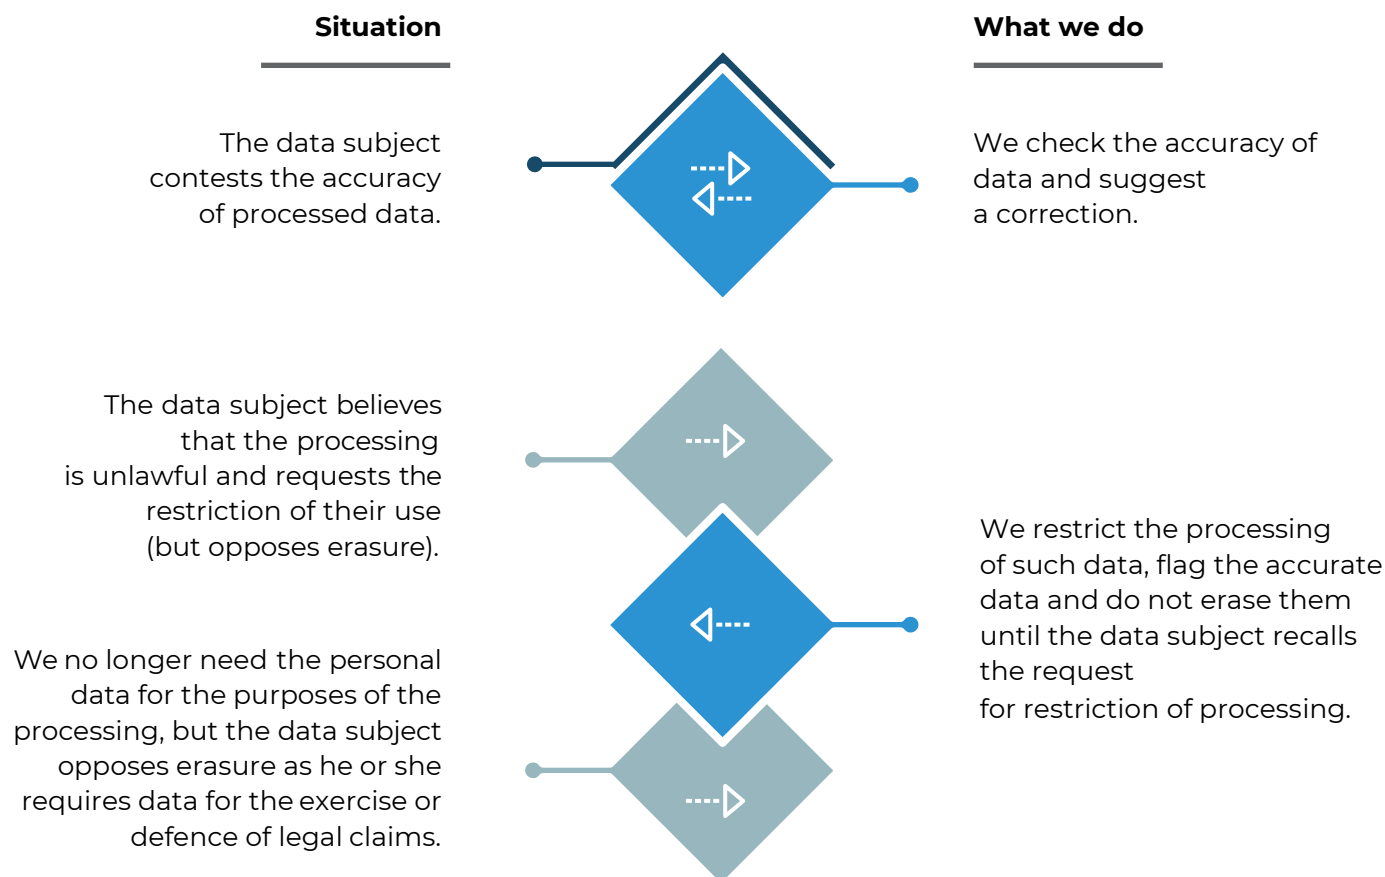 Situation
What we do
The data subject
contests the accuracy
of processed data.
We check the accuracy of
data and suggest
a correction.
The data subject believes
that the processing
is unlawful and requests the
restriction of their use
(but opposes erasure).
We no longer need the personal
data for the purposes of the
processing, but the data subject
opposes erasure as he or she
requires data for the exercise or
defence of legal claims.
We restrict the processing
of such data, flag the accurate
data and do not erase them
until the data subject recalls
the request
for restriction of processing.